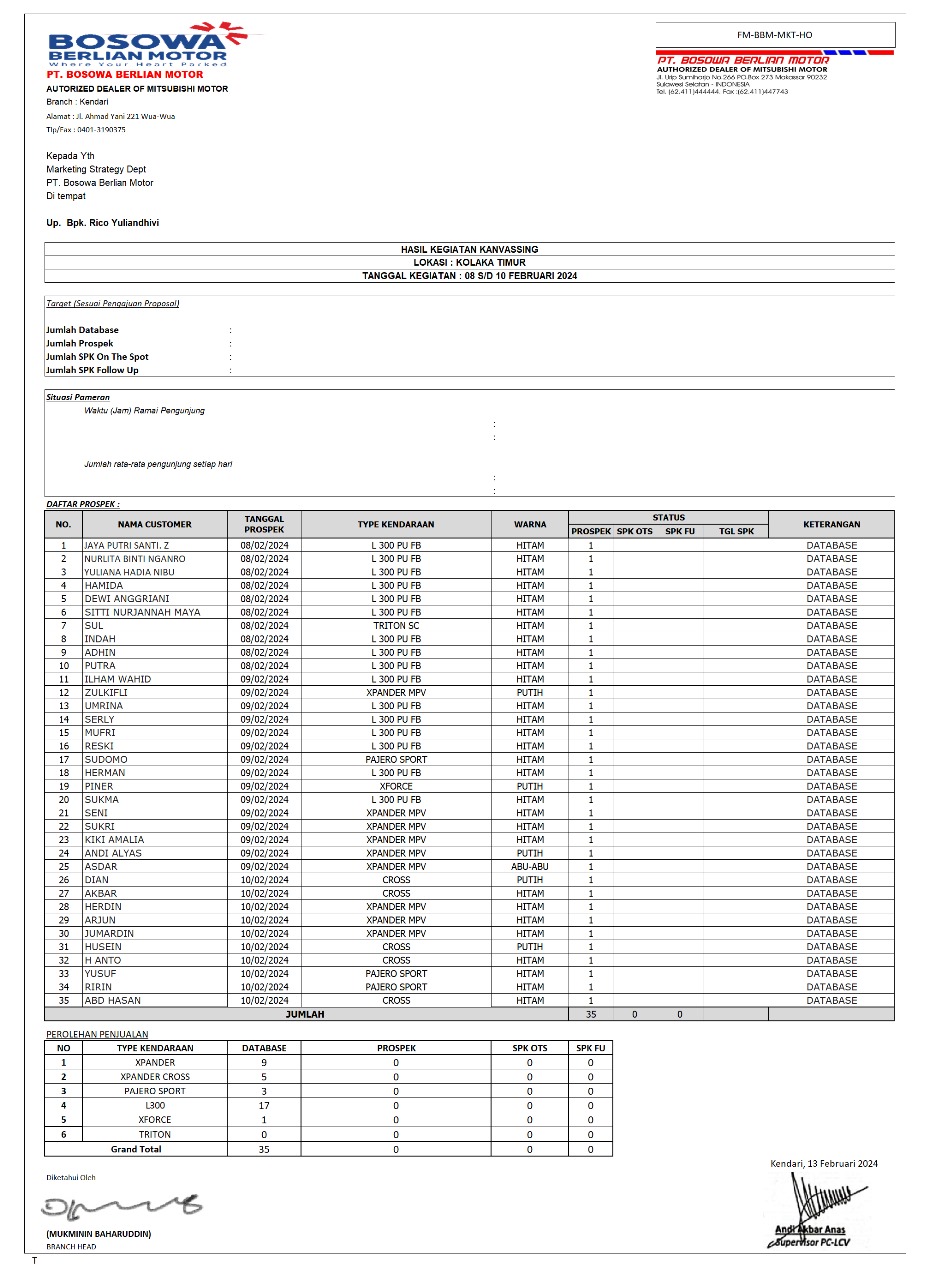 BOSOWA
BERLIAN MOTOR
Where Your Heart Parked
PT. BOSOWA BERLIAN MOTOR
AUTORIZED DEALER OF MITSUBISHI MOTOR
Branch : Kendari
Alamat : Jl. Ahmad Yani 221 Wua-Wua
Tlp/Fax : 0401-3190375
FM-BBM-MKT-HO
PT. BOSOWA BERLIAN MOTOR
AUTHORIZED DEALER OF MITSUBISHI MOTOR
Jl. Urip Sumiharjo No.266 PO.Box 273 Makassar 90232
Sulawesi Selatan - INDONESIA
Tel. (62.411)444444, Fax :(62.411)447743
Kepada Yth
Marketing Strategy Dept
PT. Bosowa Berlian Motor
Di tempat
Up. Bpk. Rico Yuliandhivi
HASIL KEGIATAN KANVASSING
LOKASI : KOLAKA TIMUR
TANGGAL KEGIATAN : 08 S/D 10 FEBRUARI 2024
Target (Sesuai Pengajuan Proposal)
Jumlah Database :
Jumlah Prospek :
Jumlah SPK On The Spot :
Jumlah SPK Follow Up :
Situasi Pameran
Waktu (Jam) Ramai Pengunjung
:
:
Jumlah rata-rata pengunjung setiap hari
:
:
DAFTAR PROSPEK :
NO. NAMA CUSTOMER TANGGAL PROSPEK TYPE KENDARAAN WARNA STATUS KETERANGAN
PROSPEK SPK OTS SPK FU TGL SPK
1 JAYA PUTRI SANTI. Z 08/02/2024 L 300 PU FB HITAM 1 DATABASE
2 NURLITA BINTI NGANRO 08/02/2024 L 300 PU FB HITAM 1 DATABASE
3 YULIANA HADIA NIBU 08/02/2024 L 300 PU FB HITAM 1 DATABASE
4 HAMIDA 08/02/2024 L 300 PU FB HITAM 1 DATABASE
5 DEWI ANGGRIANI 08/02/2024 L 300 PU FB HITAM 1 DATABASE
6 SITTI NURJANNAH MAYA 08/02/2024 L 300 PU FB HITAM 1 DATABASE
7 SUL 08/02/2024 TRITON SC HITAM 1 DATABASE
8 INDAH 08/02/2024 L 300 PU FB HITAM 1 DATABASE
9 ADHIN 08/02/2024 L 300 PU FB HITAM 1 DATABASE
10 PUTRA 08/02/2024 L 300 PU FB HITAM 1 DATABASE
11 ILHAM WAHID 09/02/2024 L 300 PU FB HITAM 1 DATABASE
12 ZULKIFLI 09/02/2024 XPANDER MPV PUTIH 1 DATABASE
13 UMRINA 09/02/2024 L 300 PU FB HITAM 1 DATABASE
14 SERLY 09/02/2024 L 300 PU FB HITAM 1 DATABASE
15 MUFRI 09/02/2024 L 300 PU FB HITAM 1 DATABASE
16 RESKI 09/02/2024 L 300 PU FB HITAM 1 DATABASE
17 SUDOMO 09/02/2024 PAJERO SPORT HITAM 1 DATABASE
18 HERMAN 09/02/2024 L 300 PU FB HITAM 1 DATABASE
19 PINER 09/02/2024 XFORCE PUTIH 1 DATABASE
20 SUKMA 09/02/2024 L 300 PU FB HITAM 1 DATABASE
21 SENI 09/02/2024 XPANDER MPV HITAM 1 DATABASE
22 SUKRI 09/02/2024 XPANDER MPV HITAM 1 DATABASE
23 KIKI AMALIA 09/02/2024 XPANDER MPV HITAM 1 DATABASE
24 ANDI ALYAS 09/02/2024 XPANDER MPV PUTIH 1 DATABASE
25 ASDAR 09/02/2024 XPANDER MPV ABU-ABU 1 DATABASE
26 DIAN 10/02/2024 CROSS PUTIH 1 DATABASE
27 AKBAR 10/02/2024 CROSS HITAM 1 DATABASE
28 HERDIN 10/02/2024 XPANDER MPV HITAM 1 DATABASE
29 ARJUN 10/02/2024 XPANDER MPV HITAM 1 DATABASE
30 JUMARDIN 10/02/2024 XPANDER MPV HITAM 1 DATABASE
31 HUSEIN 10/02/2024 CROSS PUTIH 1 DATABASE
32 H ANTO 10/02/2024 CROSS HITAM 1 DATABASE
33 YUSUF 10/02/2024 PAJERO SPORT HITAM 1 DATABASE
34 RIRIN 10/02/2024 PAJERO SPORT HITAM 1 DATABASE
35 ABD HASAN 10/02/2024 CROSS HITAM 1 DATABASE
JUMLAH 35 0 0
PEROLEHAN PENJUALAN
NO TYPE KENDARAAN DATABASE PROSPEK SPK OTS SPK FU
1 XPANDER 9 0 0 0
2 XPANDER CROSS 5 0 0 0
3 PAJERO SPORT 3 0 0 0
4 L300 17 0 0 0
5 XFORCE 1 0 0 0
6 TRITON 0 0 0 0
Grand Total 35 0 0 0
Kendari, 13 Februari 2024
Diketahui Oleh
(MUKMININ BAHARUDDIN)
BRANCH HEAD
Andi Akbar Anas
Supervisor PC-LCV
T